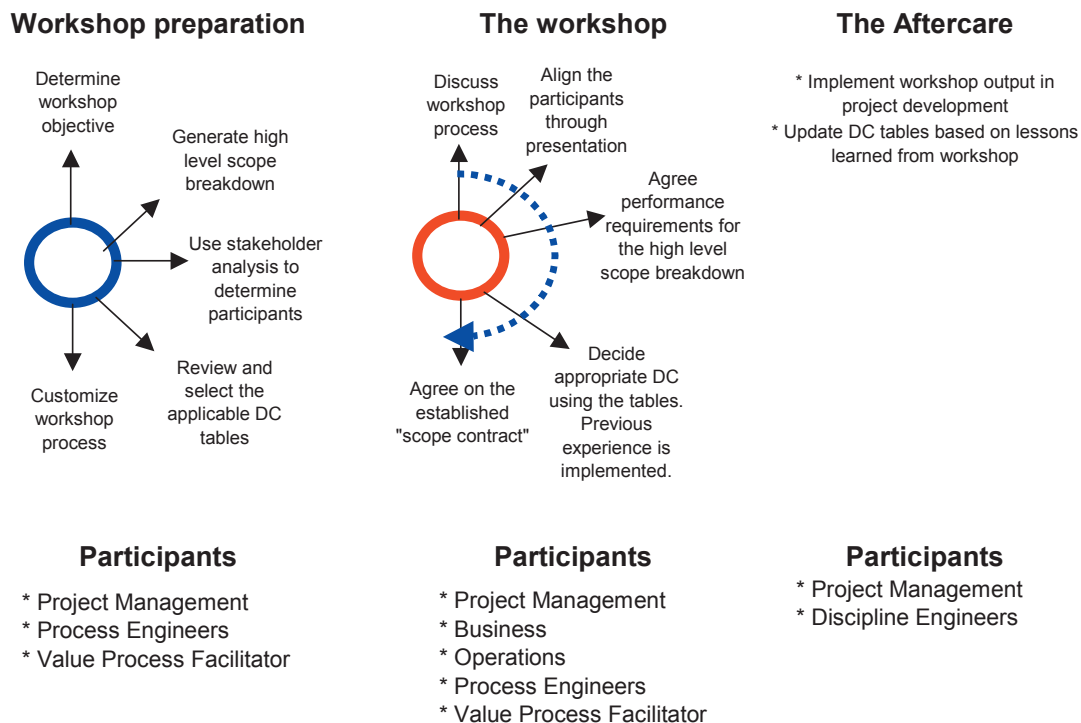 Workshop preparation
Determine
workshop
objective
Generate high
level scope
breakdown
Use stakeholder
analysis to
determine
participants
Review and
select the
applicable DC
tables
Customize
workshop
process
Participants
* Project Management
* Process Engineers
* Value Process Facilitator
The workshop
Discuss
workshop
process
Align the
participants
through
presentation
Agree
performance
requirements for
the high level
scope breakdown
Decide
appropriate DC
using the tables.
Previous
experience is
implemented.
Agree on the
established
"scope contract"
Participants
* Project Management
* Business
* Operations
* Process Engineers
* Value Process Facilitator
The Aftercare
* Implement workshop output in
project development
* Update DC tables based on lessons
learned from workshop
Participants
* Project Management
* Discipline Engineers